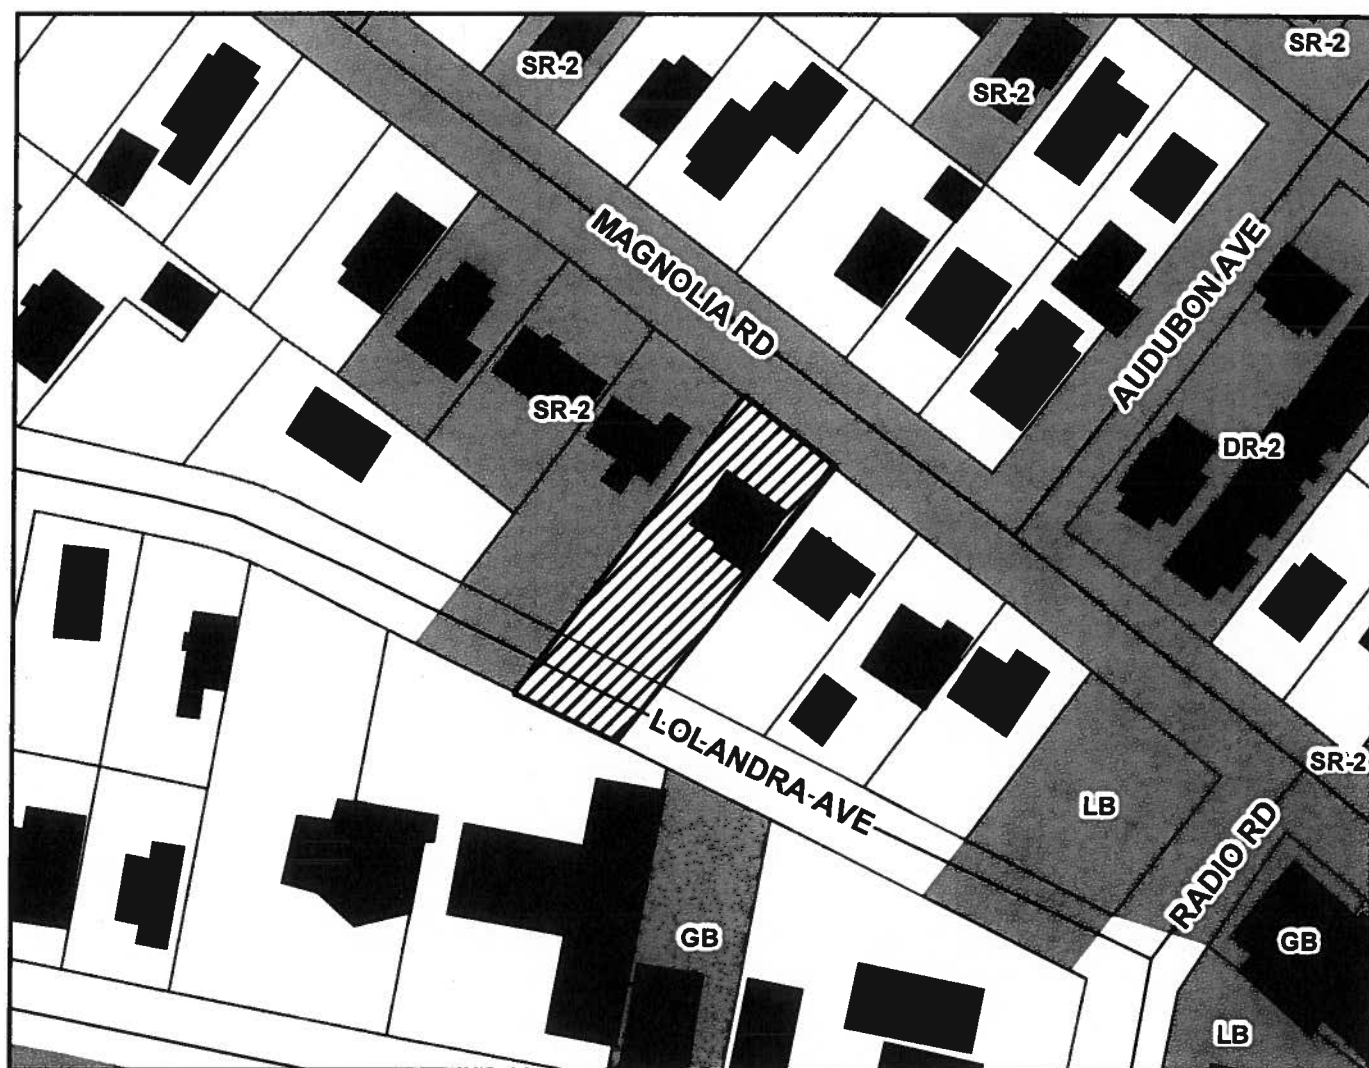 SR-2
SR-2
SR-2
MAGNOLIA RD
AUDUBON AVE
SR-2
DR-2
LOLANDRA AVE
SR-2
LB
RADIO RD
GB
GB
LB